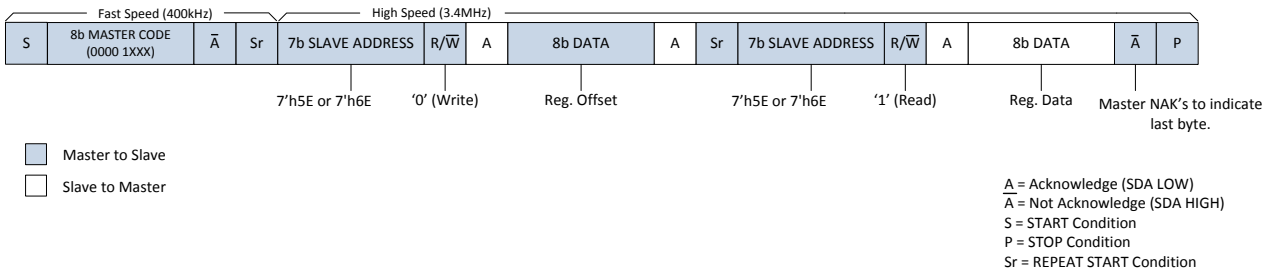 Fast Speed (400kHz) High Speed (3.4MHz)
S 8b MASTER CODE (0000 1XXX) A̅ Sr 7b SLAVE ADDRESS R/W̅ A 8b DATA A Sr 7b SLAVE ADDRESS R/W̅ A 8b DATA A̅ P
7'h5E or 7'h6E '0' (Write) Reg. Offset 7'h5E or 7'h6E '1' (Read) Reg. Data Master NAK's to indicate
last byte.
Master to Slave
Slave to Master
A = Acknowledge (SDA LOW)
A̅ = Not Acknowledge (SDA HIGH)
S = START Condition
P = STOP Condition
Sr = REPEAT START Condition